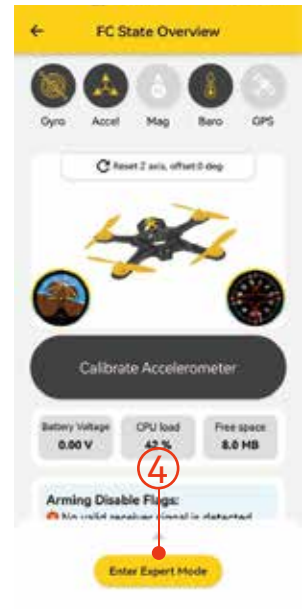 FC State Overview
Gyro Accel Mag Baro GPS
Reset Z axis, offset:0 deg
Calibrate Accelerometer
Battery Voltage CPU load Free space
0.00 V 42 % 8.0 MB
4
Arming Disable Flags:
No valid receiver signal is detected
Enter Expert Mode